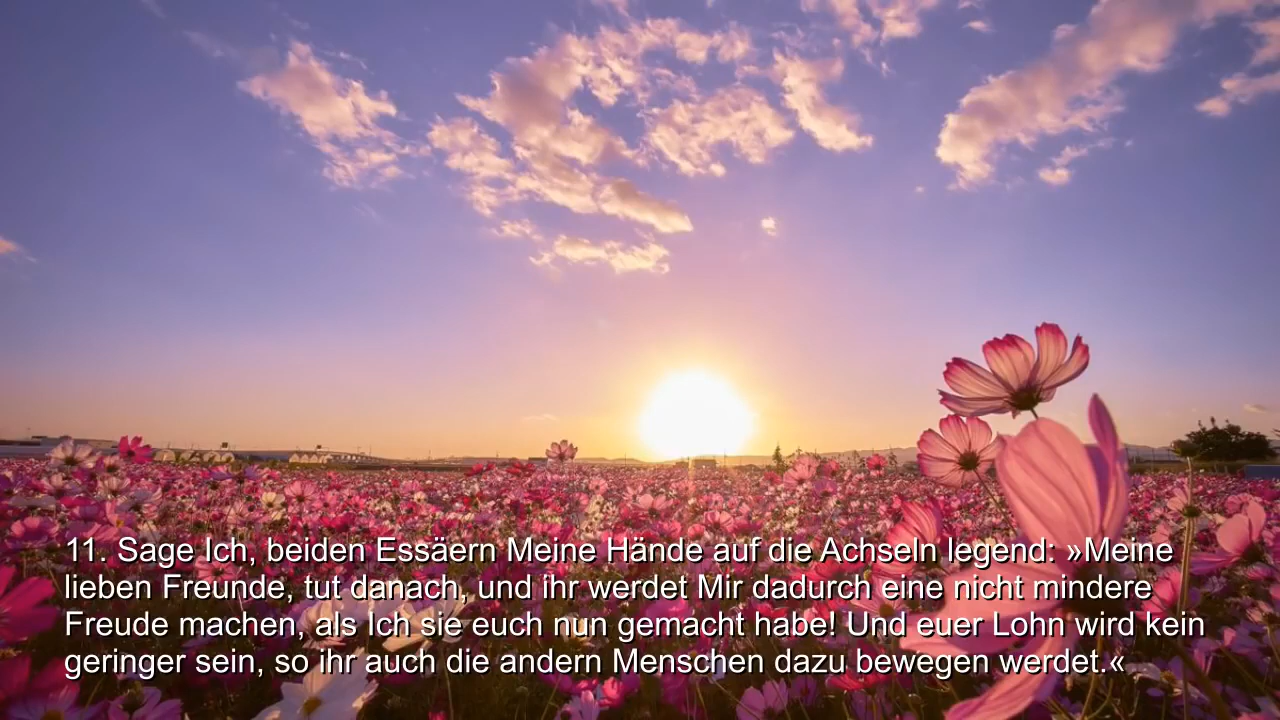 11. Sage Ich, beiden Essäern Meine Hände auf die Achseln legend: »Meine
lieben Freunde, tut danach, und ihr werdet Mir dadurch eine nicht mindere
Freude machen, als Ich sie euch nun gemacht habe! Und euer Lohn wird kein
geringer sein, so ihr auch die andern Menschen dazu bewegen werdet.«